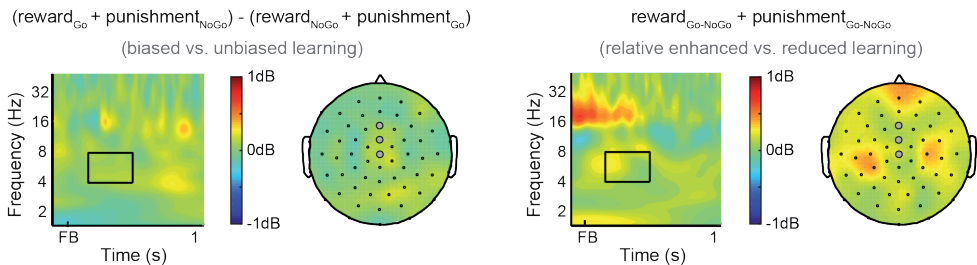 (reward_Go + punishment_NoGo) - (reward_NoGo + punishment_Go)
(biased vs. unbiased learning)
Frequency (Hz)
32
16
8
4
2
FB
1
Time (s)
1dB
0dB
-1dB
reward_Go-NoGo + punishment_Go-NoGo
(relative enhanced vs. reduced learning)
Frequency (Hz)
32
16
8
4
2
FB
1
Time (s)
1dB
0dB
-1dB